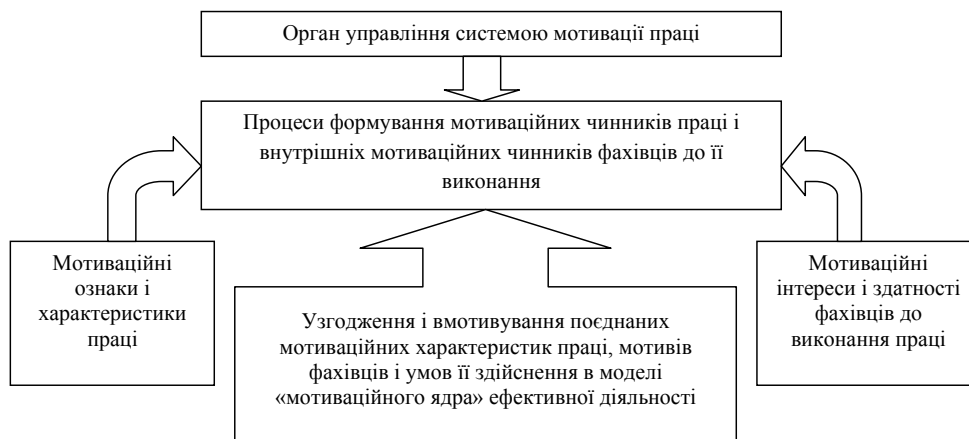 Орган управління системою мотивації праці
Процеси формування мотиваційних чинників праці і
внутрішніх мотиваційних чинників фахівців до її
виконання
Мотиваційні
ознаки і
характеристики
праці
Мотиваційні
інтереси і здатності
фахівців до
виконання праці
Узгодження і вмотивування поєднаних
мотиваційних характеристик праці, мотивів
фахівців і умов її здійснення в моделі
«мотиваційного ядра» ефективної діяльності